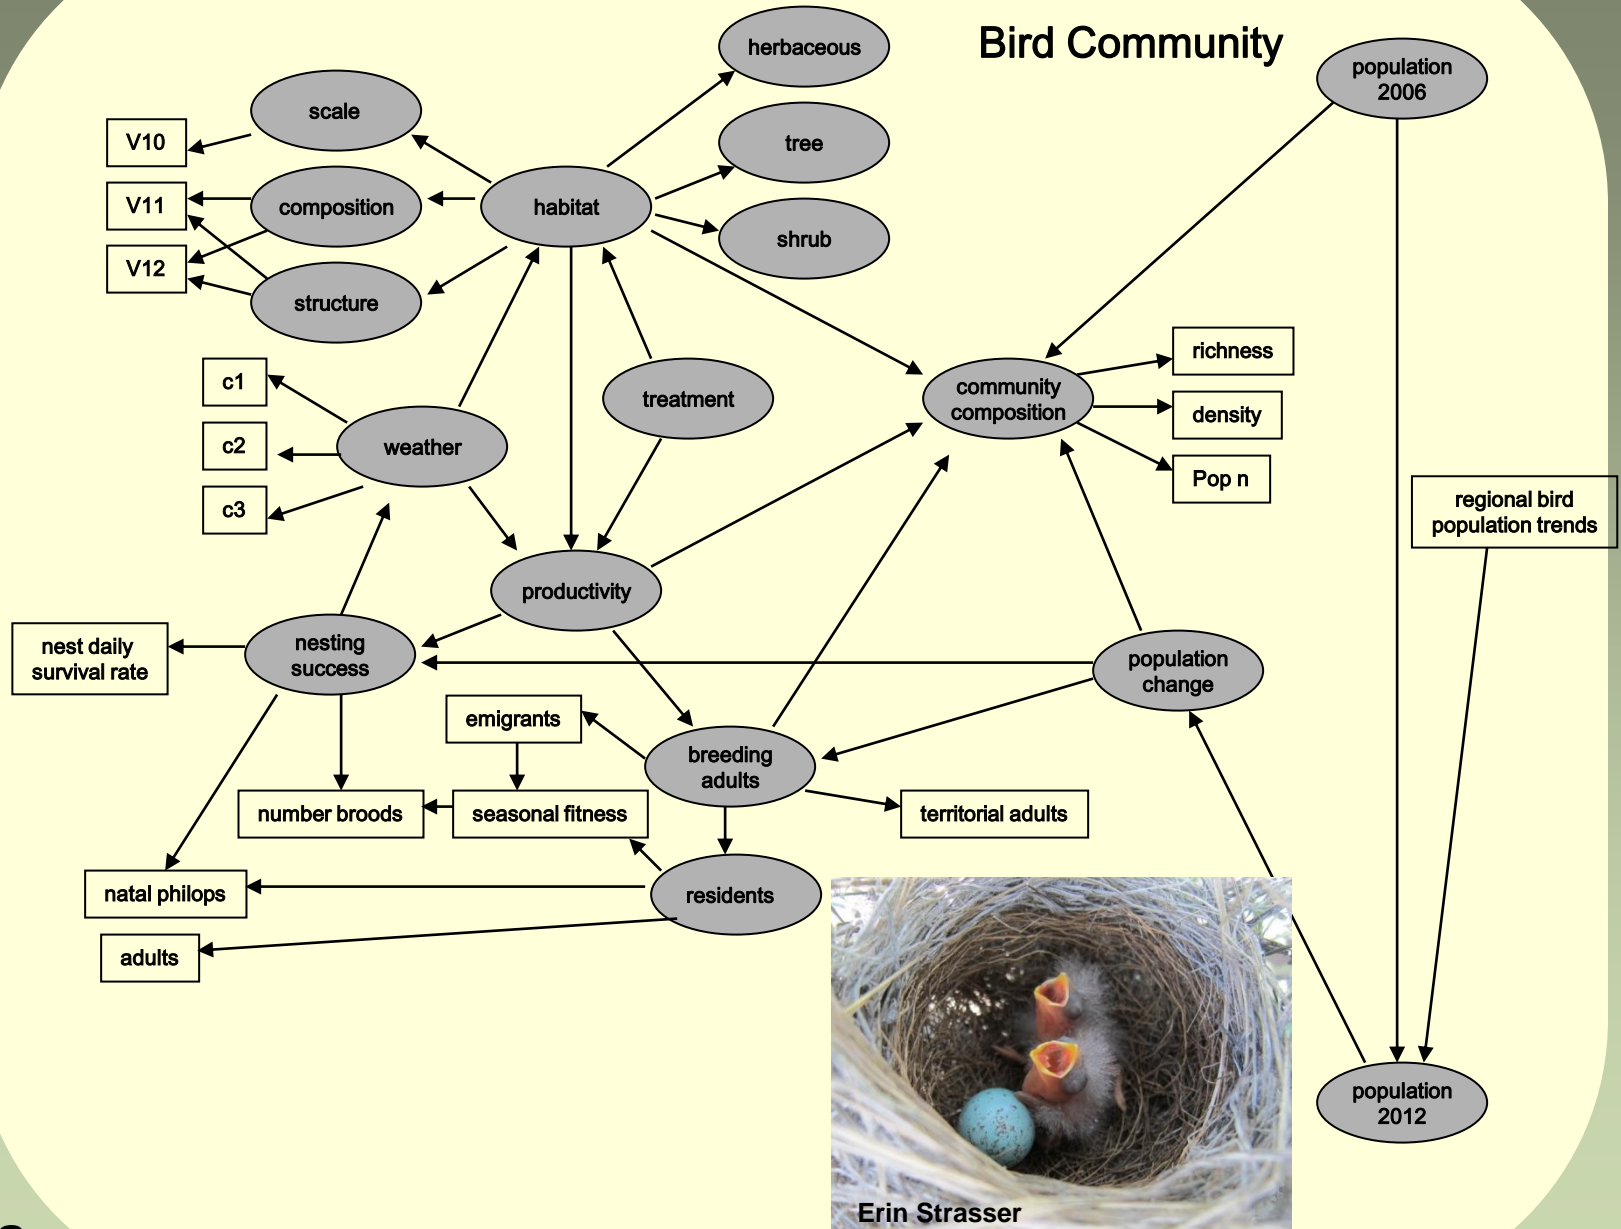 Bird Community
herbaceous
population
2006
scale
V10
tree
V11
composition
habitat
shrub
V12
structure
richness
c1
treatment
community
composition
density
c2
weather
Pop n
c3
regional bird
population trends
productivity
nest daily
survival rate
nesting
success
population
change
emigrants
breeding
adults
number broods
seasonal fitness
territorial adults
natal philops
residents
adults
population
2012
Erin Strasser